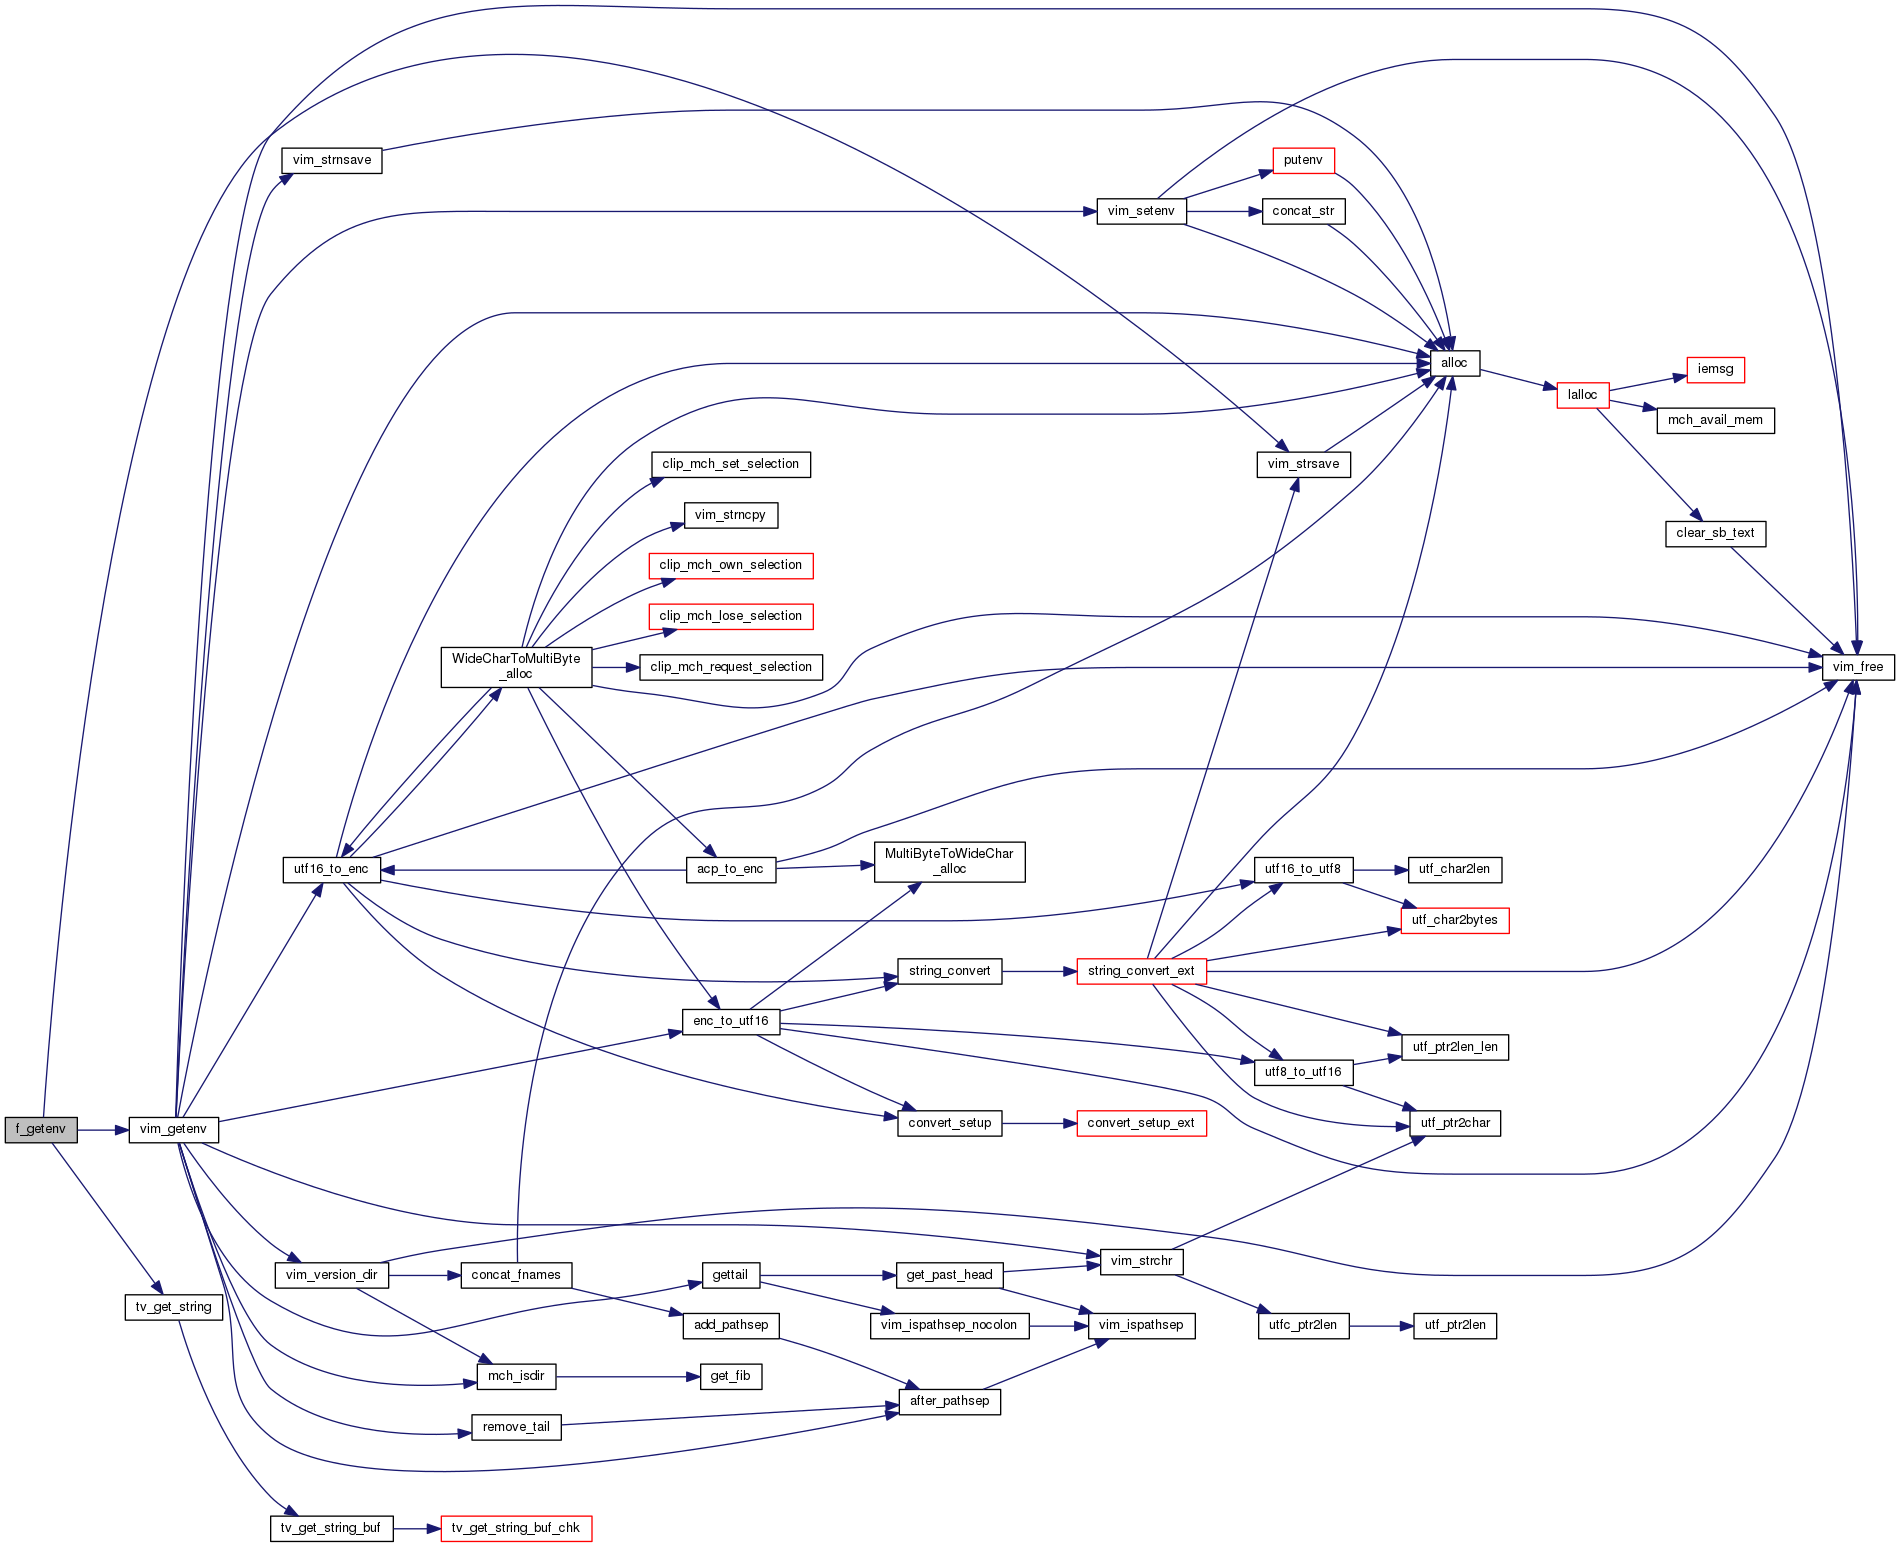 vim_strnsave
putenv
vim_setenv
concat_str
alloc
iemsg
lalloc
mch_avail_mem
clip_mch_set_selection
vim_strsave
vim_strncpy
clear_sb_text
clip_mch_own_selection
clip_mch_lose_selection
WideCharToMultiByte
_alloc
clip_mch_request_selection
vim_free
utf16_to_enc
acp_to_enc
MultiByteToWideChar
_alloc
utf16_to_utf8
utf_char2len
utf_char2bytes
string_convert
string_convert_ext
enc_to_utf16
utf_ptr2len_len
utf8_to_utf16
f_getenv
vim_getenv
convert_setup
convert_setup_ext
utf_ptr2char
vim_strchr
vim_version_dir
concat_fnames
gettail
get_past_head
tv_get_string
add_pathsep
vim_ispathsep_nocolon
vim_ispathsep
utfc_ptr2len
utf_ptr2len
mch_isdir
get_fib
after_pathsep
remove_tail
tv_get_string_buf
tv_get_string_buf_chk